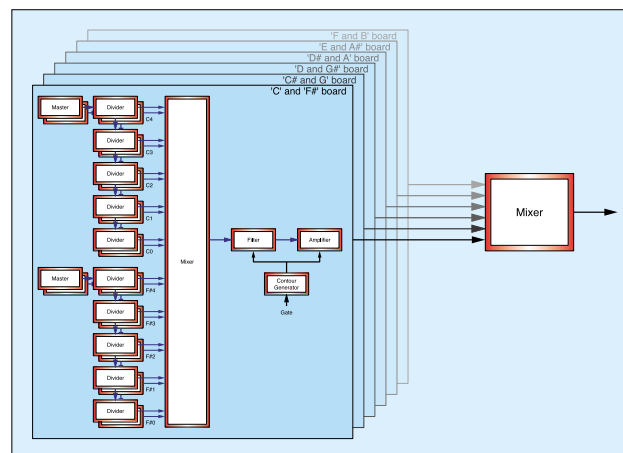 'F and B' board
'E and A#' board
'D# and A' board
'D and G#' board
'C# and G' board
'C' and 'F#' board
Master
Divider
C4
Divider
C3
Divider
C2
Divider
C1
Divider
C0
Mixer
Filter
Amplifier
Contour
Generator
Gate
Master
Divider
F#4
Divider
F#3
Divider
F#2
Divider
F#1
Divider
F#0
Mixer